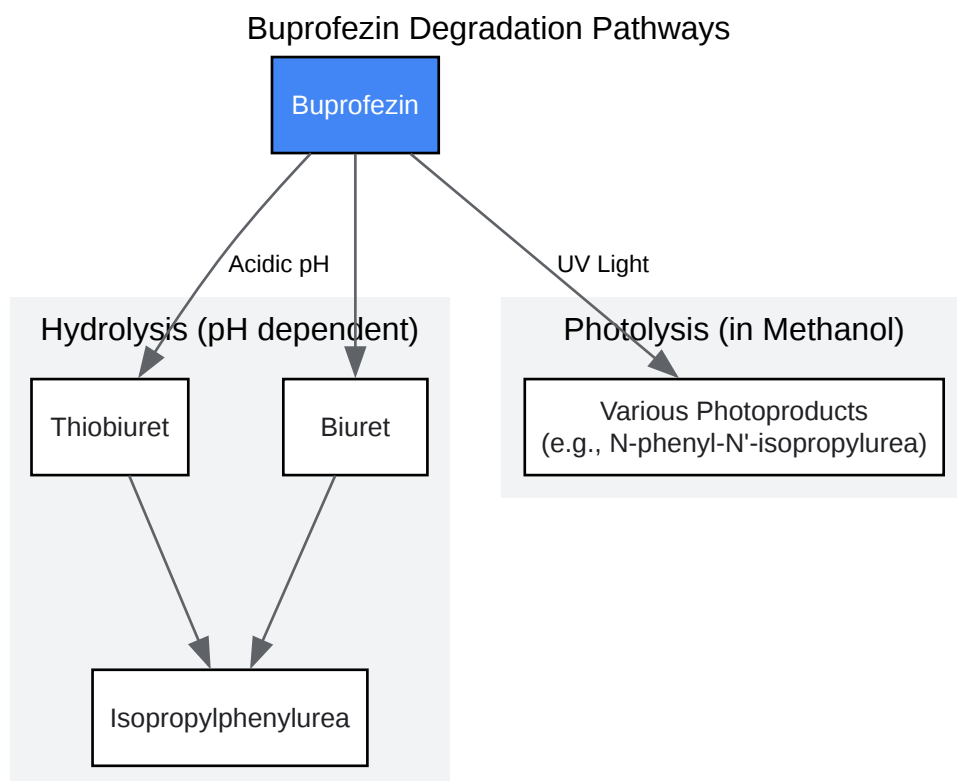 Buprofezin Degradation Pathways
Buprofezin
Acidic pH
UV Light
Hydrolysis (pH dependent)
Photolysis (in Methanol)
Thiobiuret
Biuret
Various Photoproducts
(e.g., N-phenyl-N'-isopropylurea)
Isopropylphenylurea